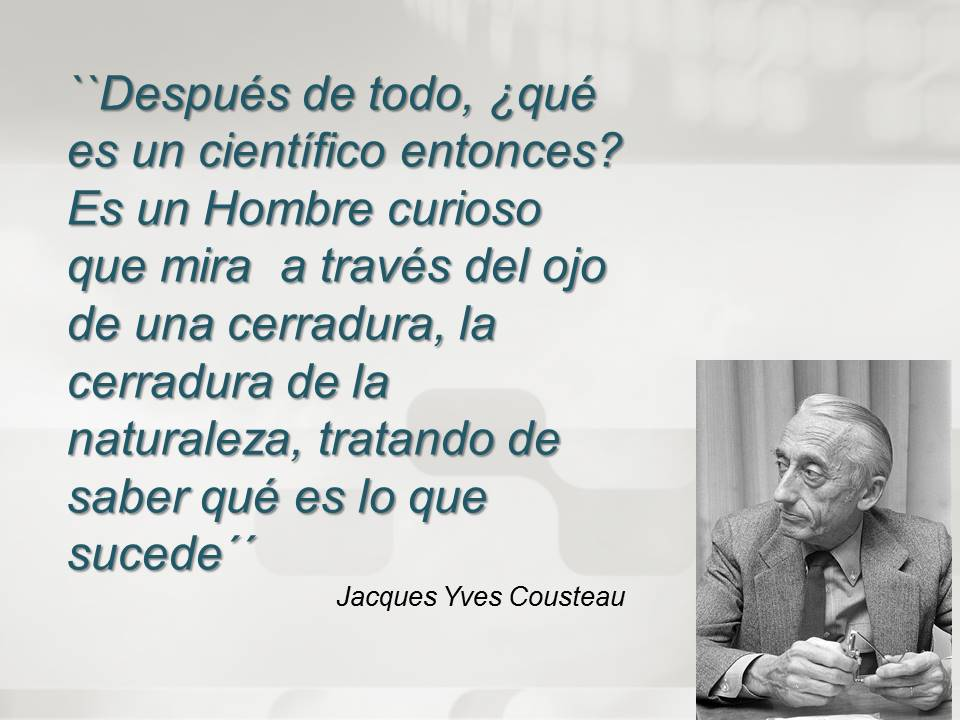 ``Después de todo, ¿qué
es un científico entonces?
Es un Hombre curioso
que mira  a través del ojo
de una cerradura, la
cerradura de la
naturaleza, tratando de
saber qué es lo que
sucede´´
Jacques Yves Cousteau